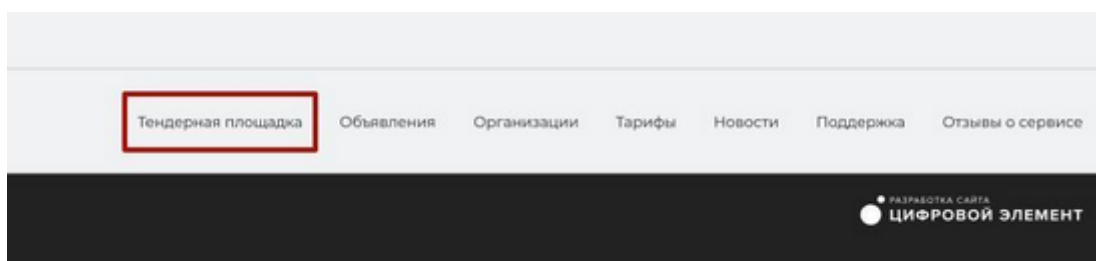 Тендерная площадка Объявления Организации Тарифы Новости Поддержка Отзывы о сервисе
РАЗРАБОТКА САЙТА
ЦИФРОВОЙ ЭЛЕМЕНТ